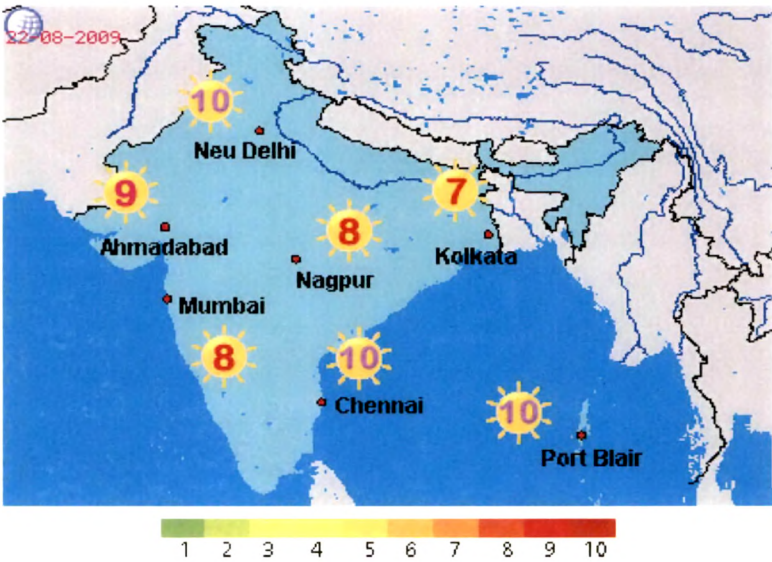 22-08-2009
10
Neu Delhi
9
7
8
Ahmadabad
Kolkata
Nagpur
Mumbai
8
10
Chennai
10
Port Blair
1 2 3 4 5 6 7 8 9 10